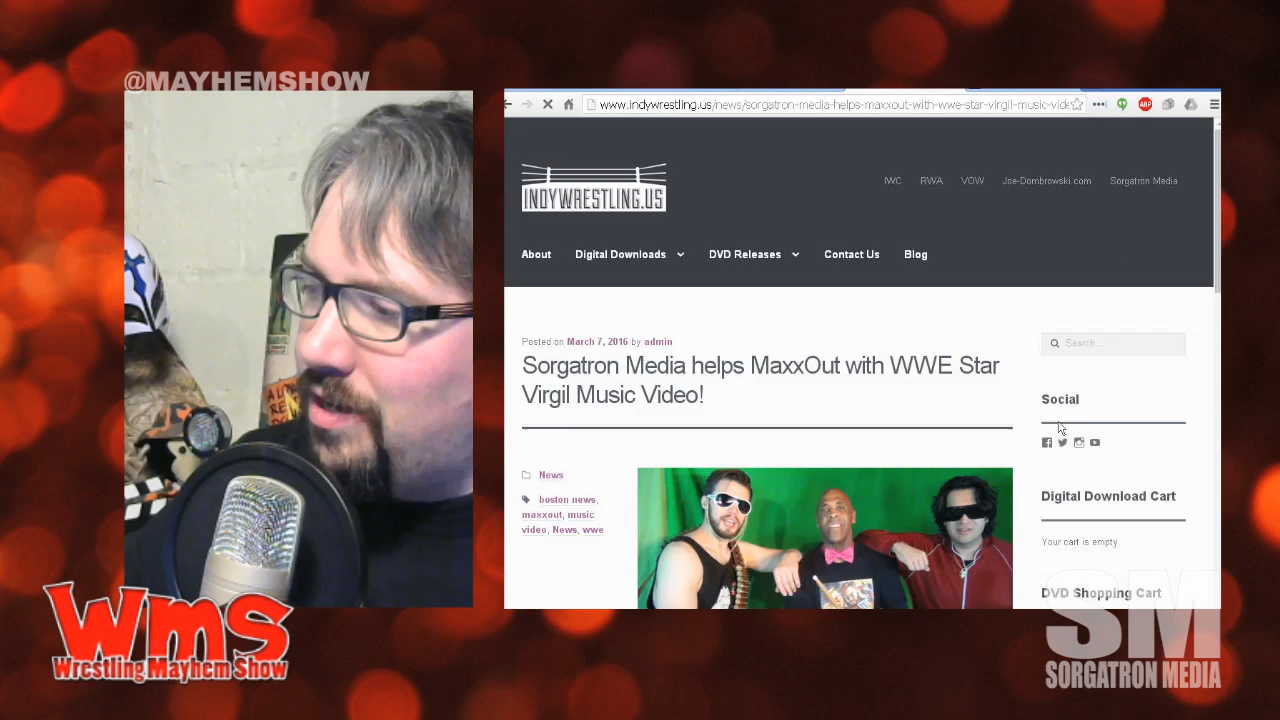 @MAYHEMSHOW
www.indywrestling.us/news/sorgatron-media-helps-maxxout-with-wwe-star-virgil-music-vide
ABP
INDYWRESTLING.US
IWC RWA VOW Joe-Dombrowski.com Sorgatron Media
About Digital Downloads DVD Releases Contact Us Blog
Posted on March 7, 2016 by admin
Sorgatron Media helps MaxxOut with WWE Star
Virgil Music Video!
News
boston news,
maxxout, music
video, News, wwe
Search ...
Social
Digital Download Cart
Your cart is empty.
DVD Shopping Cart
wms
Wrestling Mayhem Show
SM
SORGATRON MEDIA